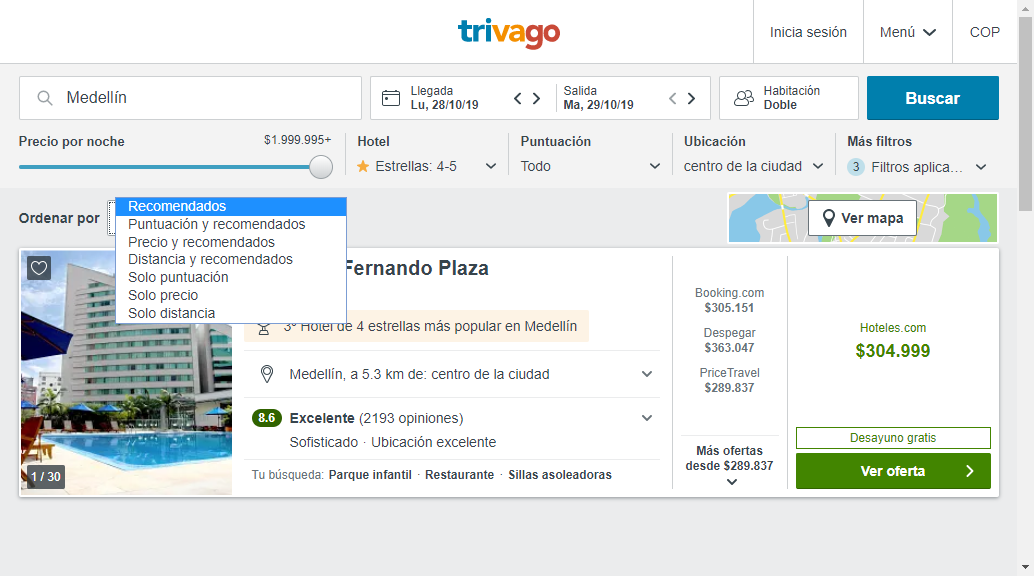 trivago
Inicia sesión
Menú
COP
Medellín
Llegada
Lu, 28/10/19
Salida
Ma, 29/10/19
Habitación
Doble
Buscar
Precio por noche
$1.999.995+
Hotel
Estrellas: 4-5
Puntuación
Todo
Ubicación
centro de la ciudad
Más filtros
3 Filtros aplica...
Ordenar por
Recomendados
Puntuación y recomendados
Precio y recomendados
Distancia y recomendados
Solo puntuación
Solo precio
Solo distancia
Ver mapa
Fernando Plaza
3º Hotel de 4 estrellas más popular en Medellín
Medellín, a 5.3 km de: centro de la ciudad
8.6 Excelente (2193 opiniones)
Sofisticado · Ubicación excelente
Tu búsqueda: Parque infantil · Restaurante · Sillas asoleadoras
1 / 30
Booking.com
$305.151
Despegar
$363.047
PriceTravel
$289.837
Más ofertas
desde $289.837
Hoteles.com
$304.999
Desayuno gratis
Ver oferta